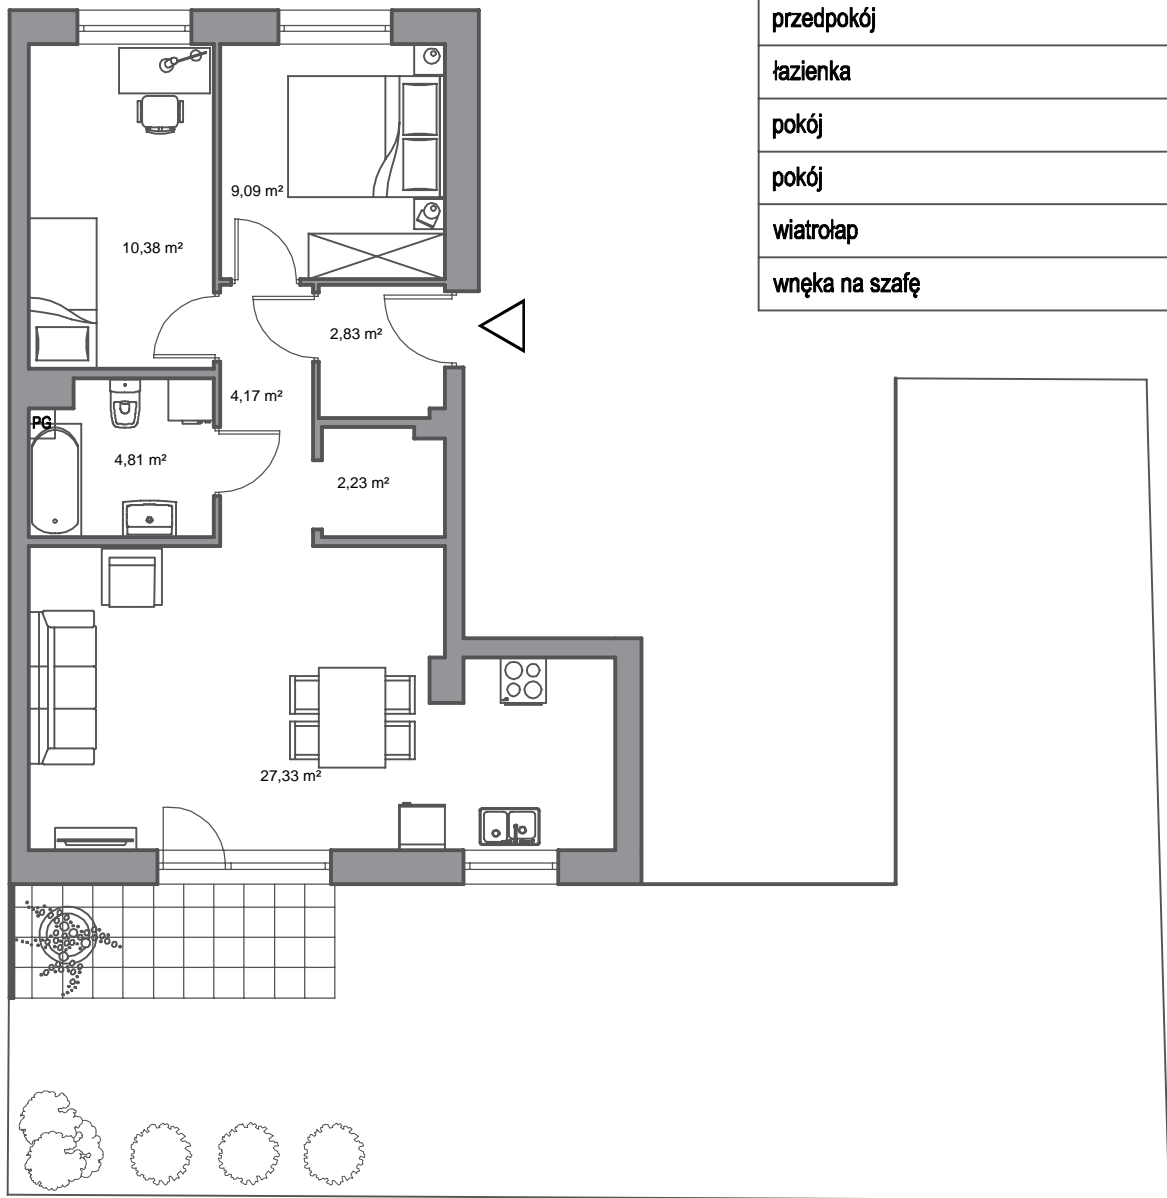 przedpokój
łazienka
pokój
pokój
wiatrołap
wnęka na szafę
9,09 m²
10,38 m²
2,83 m²
4,17 m²
PG
4,81 m²
2,23 m²
27,33 m²